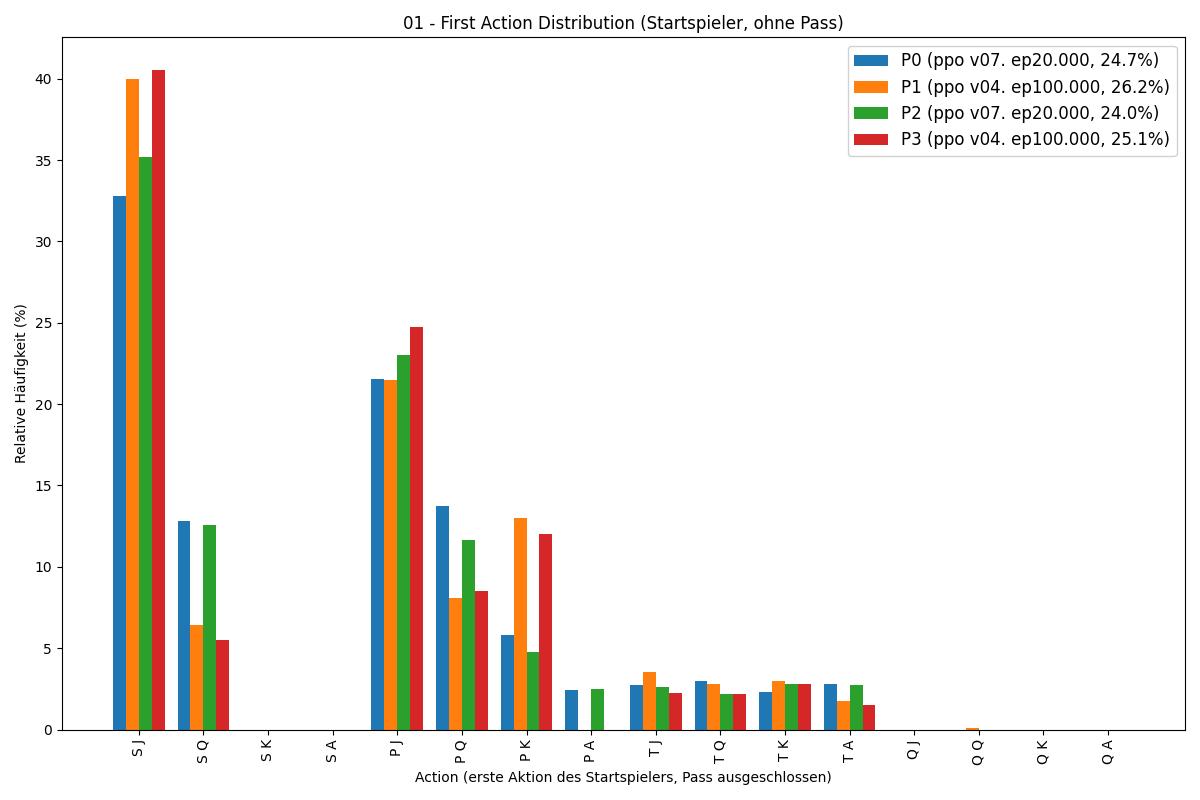 01 - First Action Distribution (Startspieler, ohne Pass)
P0 (ppo v07. ep20.000, 24.7%)
P1 (ppo v04. ep100.000, 26.2%)
P2 (ppo v07. ep20.000, 24.0%)
P3 (ppo v04. ep100.000, 25.1%)
Relative Häufigkeit (%)
40
35
30
25
20
15
10
5
0
S J
S Q
S K
S A
P J
P Q
P K
P A
T J
T Q
T K
T A
Q J
Q Q
Q K
Q A
Action (erste Aktion des Startspielers, Pass ausgeschlossen)